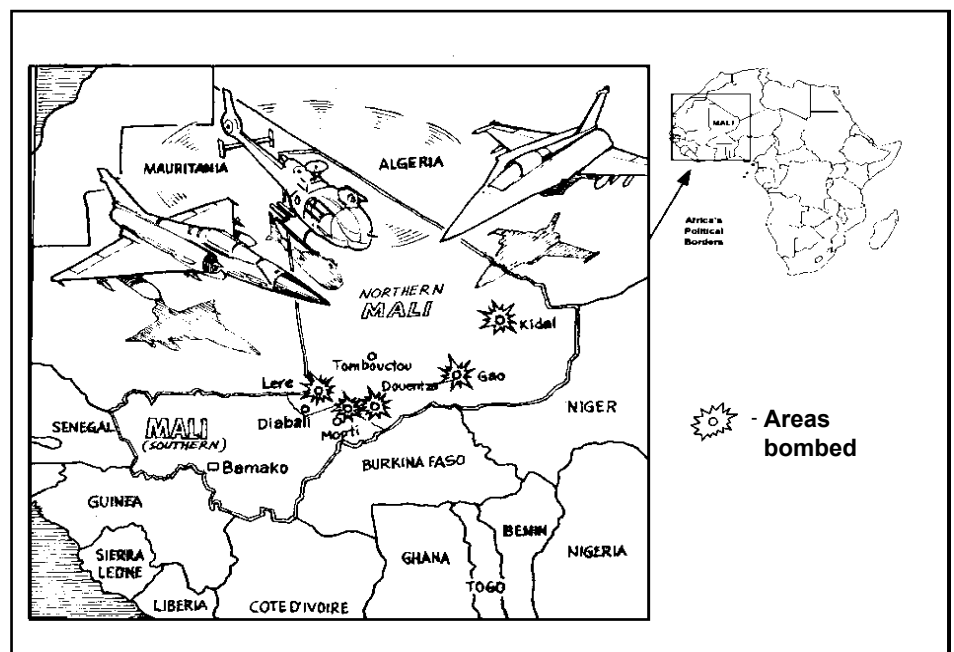 MAURITANIA
ALGERIA
NORTHERN
MALI
Kidal
Tombouctou
Lere
Douentza
Gao
Diabali
Mopti
NIGER
SENEGAL
MALI
(SOUTHERN)
Bamako
BURKINA FASO
GUINEA
BENIN
SIERRA
LEONE
GHANA
NIGERIA
TOGO
LIBERIA
COTE D'IVOIRE
MALI
Africa's
Political
Borders
- Areas
bombed